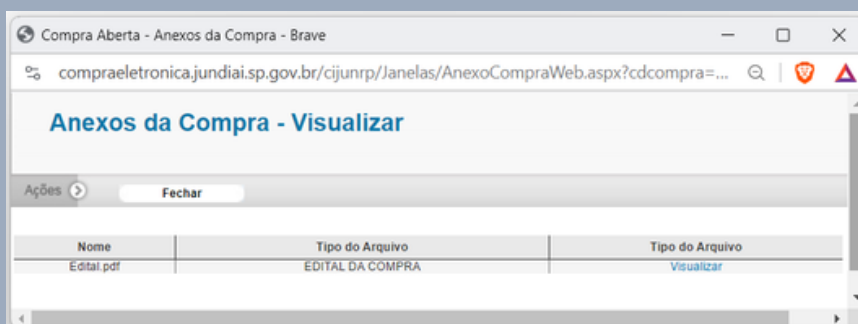 Compra Aberta - Anexos da Compra - Brave
compraeletronica.jundiai.sp.gov.br/cijunrp/Janelas/AnexoCompraWeb.aspx?cdcompra=...
Anexos da Compra - Visualizar
Ações Fechar
Nome Tipo do Arquivo Tipo do Arquivo
Edital.pdf EDITAL DA COMPRA Visualizar